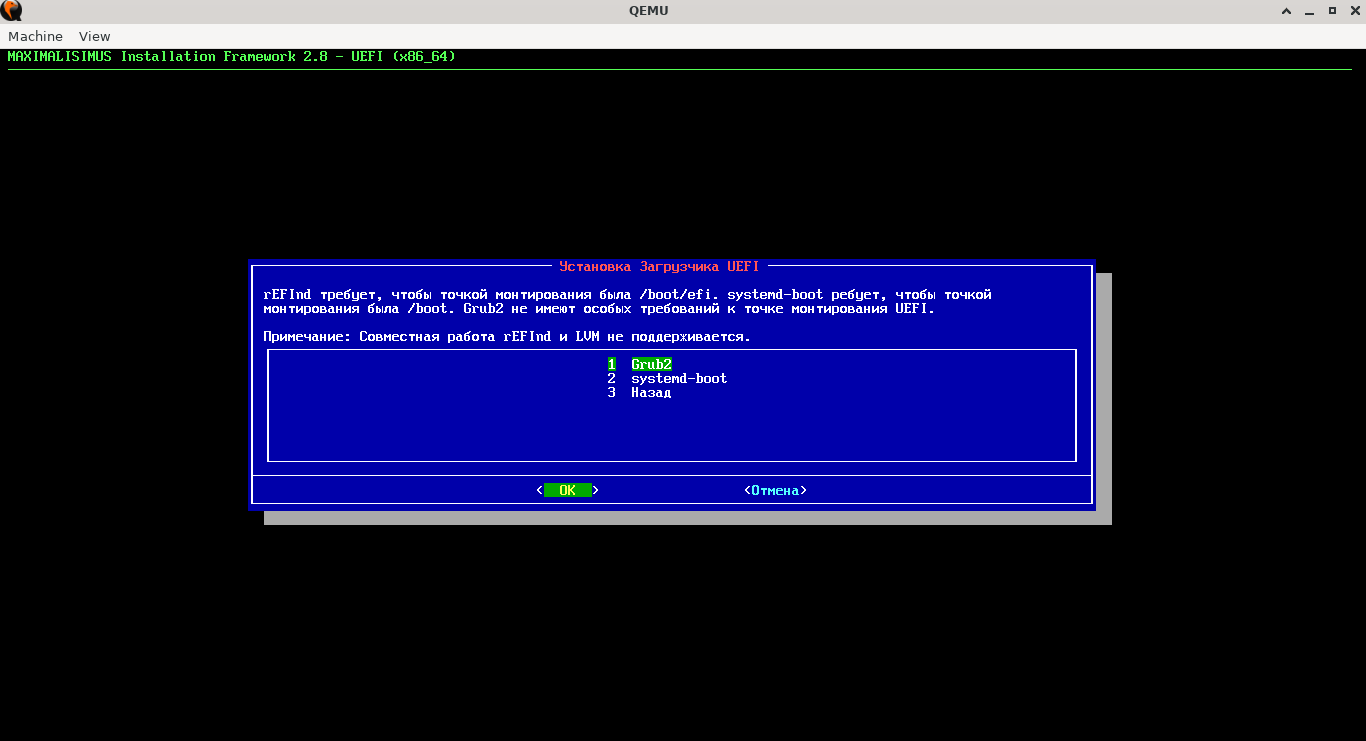 QEMU
Machine View
MAXIMALISIMUS Installation Framework 2.8 - UEFI (x86_64)
Установка Загрузчика UEFI
rEFInd требует, чтобы точкой монтирования была /boot/efi. systemd-boot ребует, чтобы точкой
монтирования была /boot. Grub2 не имеют особых требований к точке монтирования UEFI.
Примечание: Совместная работа rEFInd и LVM не поддерживается.
1 Grub2
2 systemd-boot
3 Назад
< OK > <Отмена>